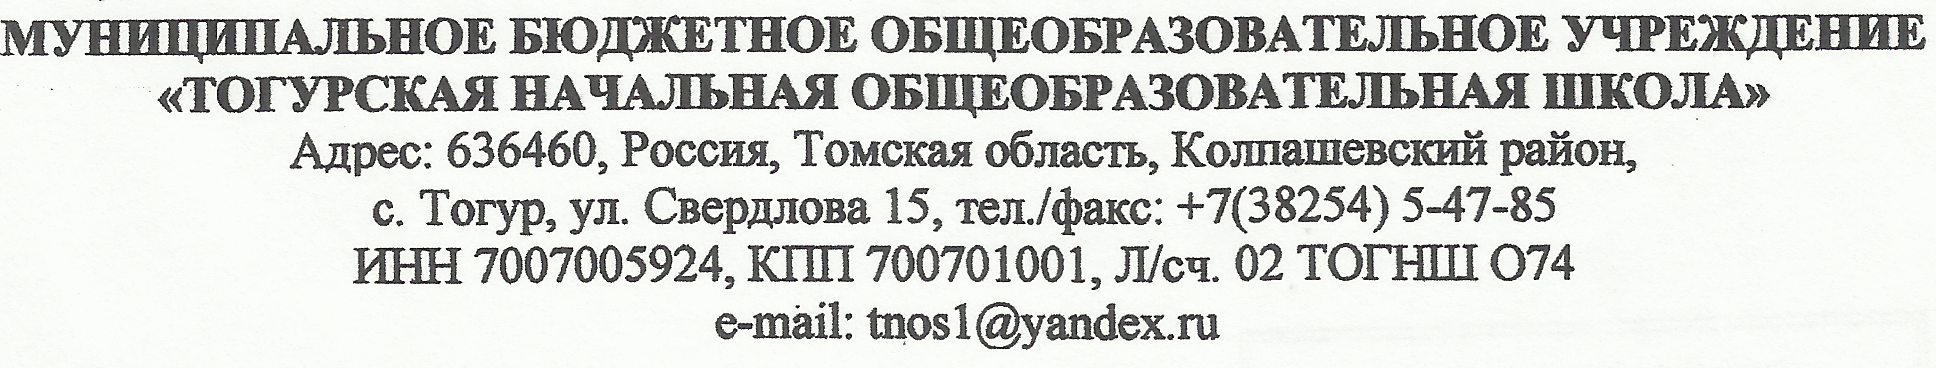 МУНИЦИПАЛЬНОЕ БЮДЖЕТНОЕ ОБЩЕОБРАЗОВАТЕЛЬНОЕ УЧРЕЖДЕНИЕ
«ТОГУРСКАЯ НАЧАЛЬНАЯ ОБЩЕОБРАЗОВАТЕЛЬНАЯ ШКОЛА»
Адрес: 636460, Россия, Томская область, Колпашевский район,
с. Тогур, ул. Свердлова 15, тел./факс: +7(38254) 5-47-85
ИНН 7007005924, КПП 700701001, Л/сч. 02 ТОГНШ О74
e-mail: tnos1@yandex.ru